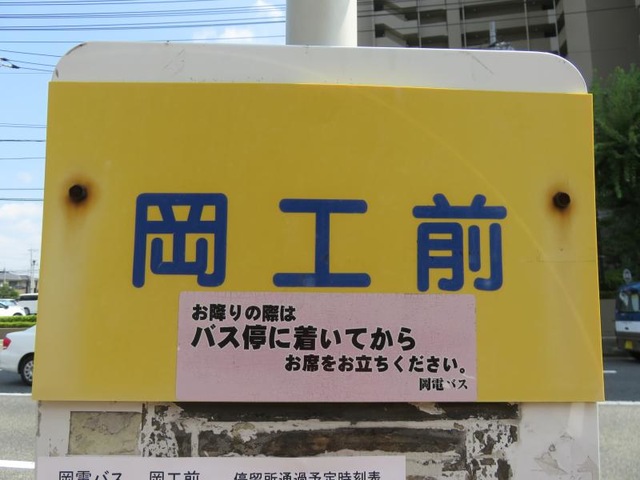 岡工前
お降りの際は
バス停に着いてから
お席をお立ちください。
岡電バス
岡電バス 岡工前 停留所通過予定時刻表